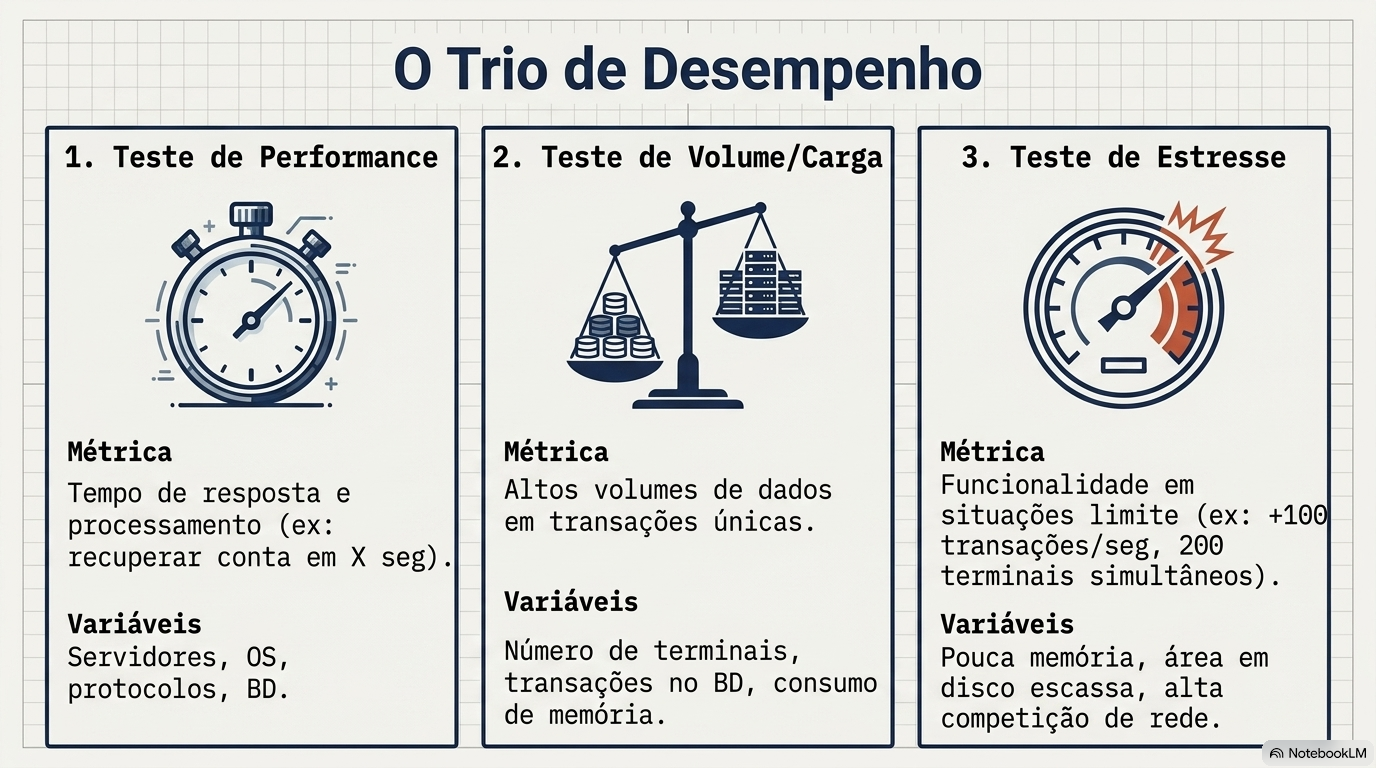 O Trio de Desempenho
1. Teste de Performance
Métrica
Tempo de resposta e
processamento (ex:
recuperar conta em X seg).
Variáveis
Servidores, OS,
protocolos, BD.
2. Teste de Volume/Carga
Métrica
Altos volumes de dados
em transações únicas.
Variáveis
Número de terminais,
transações no BD, consumo
de memória.
3. Teste de Estresse
Métrica
Funcionalidade em
situações limite (ex: +100
transações/seg, 200
terminais simultâneos).
Variáveis
Pouca memória, área em
disco escassa, alta
competição de rede.
NotebookLM